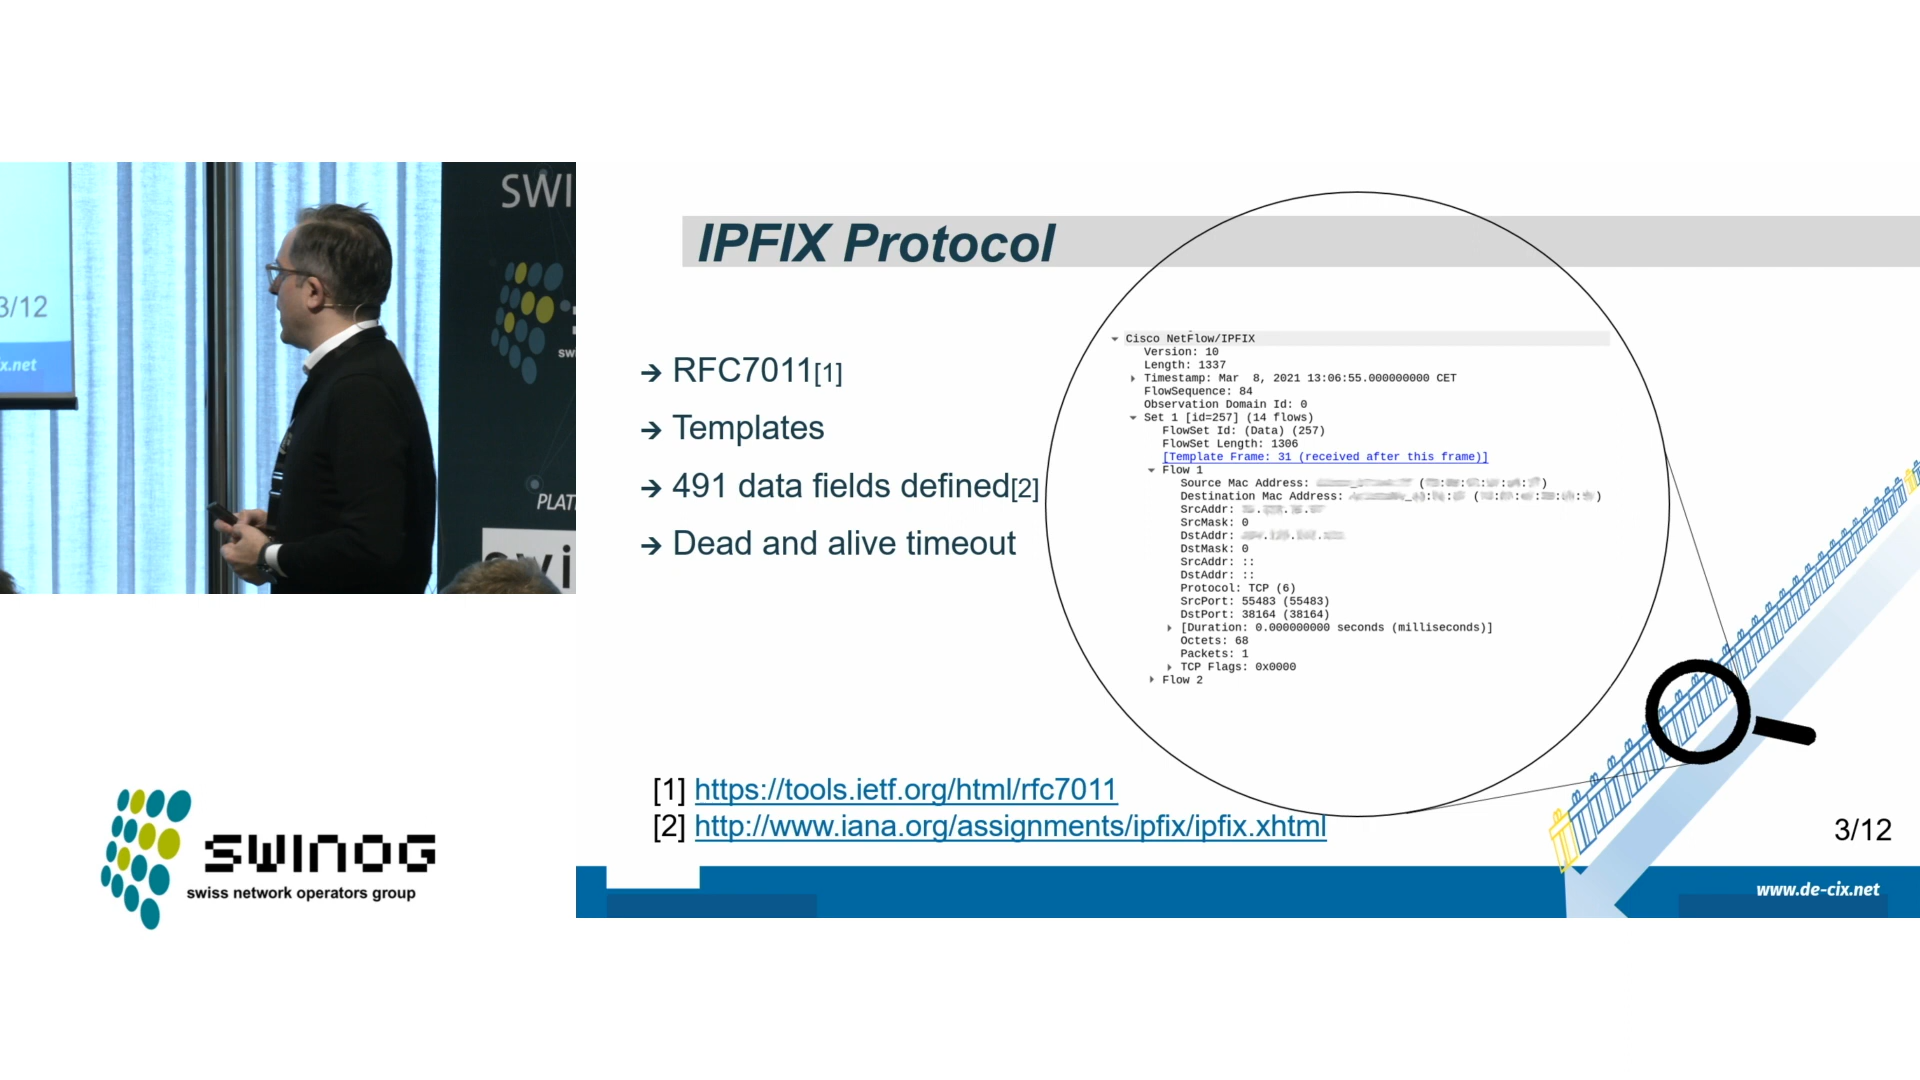 SWI
3/12
x.net
PLAT
IPFIX Protocol
→ RFC7011[1]
→ Templates
→ 491 data fields defined[2]
→ Dead and alive timeout
Cisco NetFlow/IPFIX
Version: 10
Length: 1337
Timestamp: Mar 8, 2021 13:06:55.000000000 CET
FlowSequence: 84
Observation Domain Id: 0
Set 1 [id=257] (14 flows)
FlowSet Id: (Data) (257)
FlowSet Length: 1306
[Template Frame: 31 (received after this frame)]
Flow 1
Source Mac Address:
Destination Mac Address:
SrcAddr:
SrcMask: 0
DstAddr:
DstMask: 0
SrcAddr: ::
DstAddr: ::
Protocol: TCP (6)
SrcPort: 55483 (55483)
DstPort: 38164 (38164)
[Duration: 0.000000000 seconds (milliseconds)]
Octets: 68
Packets: 1
TCP Flags: 0x0000
Flow 2
[1] https://tools.ietf.org/html/rfc7011
[2] http://www.iana.org/assignments/ipfix/ipfix.xhtml
3/12
www.de-cix.net
swinog
swiss network operators group